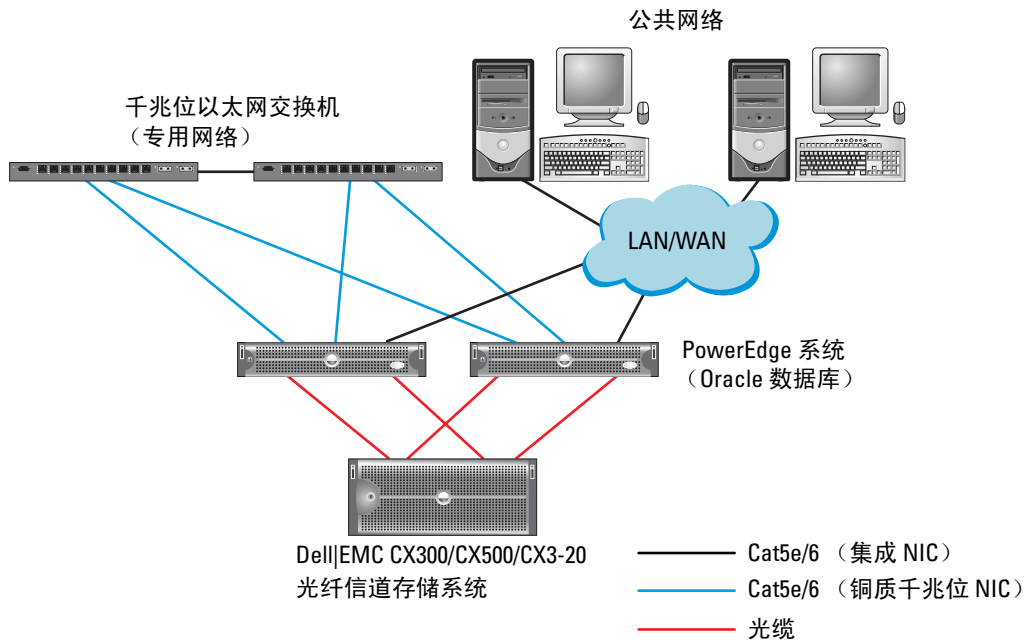 公共网络
千兆位以太网交换机
（专用网络）
LAN/WAN
PowerEdge 系统
（Oracle 数据库）
Dell|EMC CX300/CX500/CX3-20
光纤信道存储系统
Cat5e/6 （集成 NIC）
Cat5e/6 （铜质千兆位 NIC）
光缆